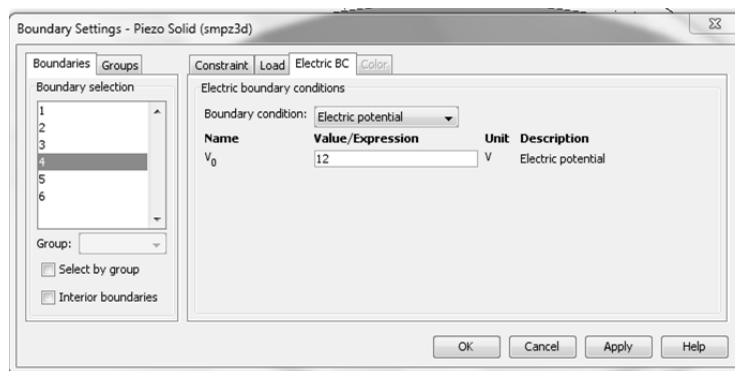 Boundary Settings - Piezo Solid (smpz3d)
Boundaries Groups
Boundary selection
1
2
3
4
5
6
Group:
Select by group
Interior boundaries
Constraint Load Electric BC Color
Electric boundary conditions
Boundary condition: Electric potential
Name Value/Expression Unit Description
V₀ 12 V Electric potential
OK Cancel Apply Help